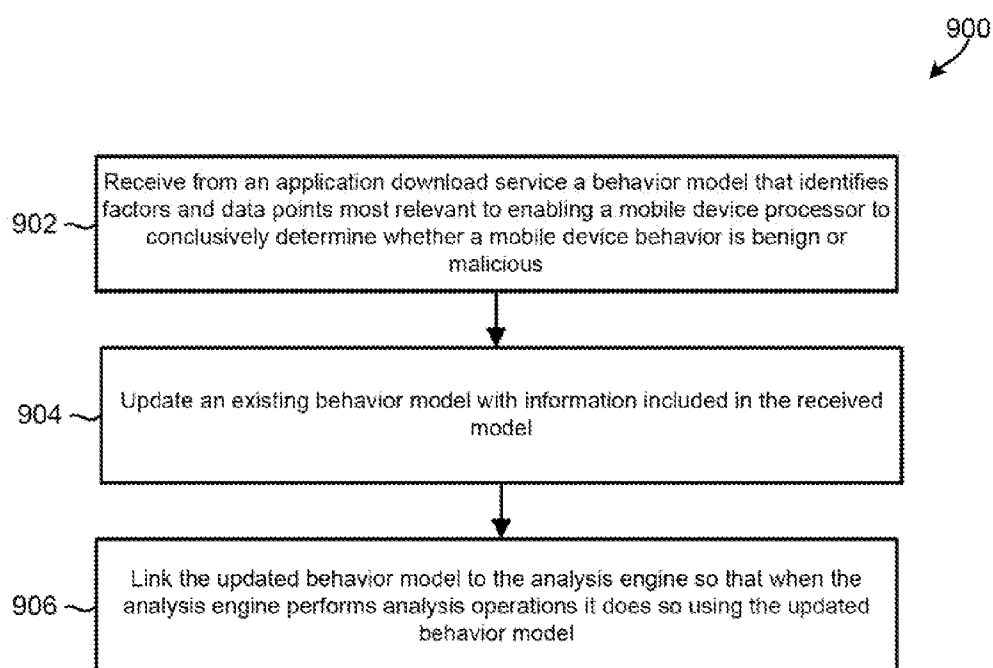 900
902
Receive from an application download service a behavior model that identifies
factors and data points most relevant to enabling a mobile device processor to
conclusively determine whether a mobile device behavior is benign or
malicious
904
Update an existing behavior model with information included in the received
model
906
Link the updated behavior model to the analysis engine so that when the
analysis engine performs analysis operations it does so using the updated
behavior model